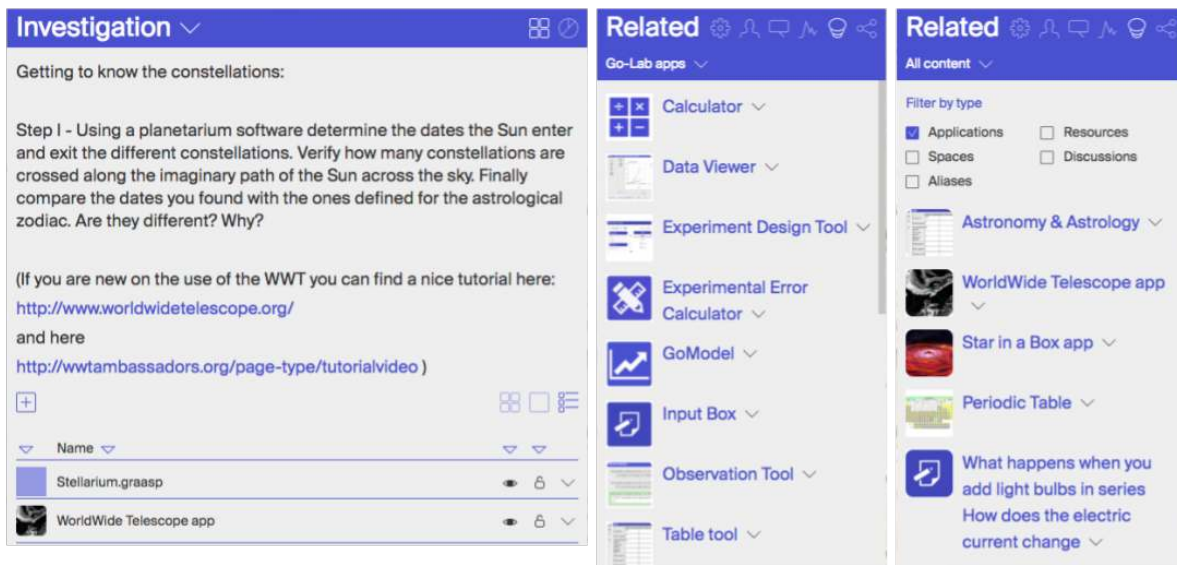 Investigation
Getting to know the constellations:
Step I - Using a planetarium software determine the dates the Sun enter
and exit the different constellations. Verify how many constellations are
crossed along the imaginary path of the Sun across the sky. Finally
compare the dates you found with the ones defined for the astrological
zodiac. Are they different? Why?
(If you are new on the use of the WWT you can find a nice tutorial here:
http://www.worldwidetelescope.org/
and here
http://wwtambassadors.org/page-type/tutorialvideo )
Name
Stellarium.graasp
WorldWide Telescope app
Related
Go-Lab apps
Calculator
Data Viewer
Experiment Design Tool
Experimental Error
Calculator
GoModel
Input Box
Observation Tool
Table tool
Related
All content
Filter by type
Applications
Resources
Spaces
Discussions
Aliases
Astronomy & Astrology
WorldWide Telescope app
Star in a Box app
Periodic Table
What happens when you
add light bulbs in series
How does the electric
current change